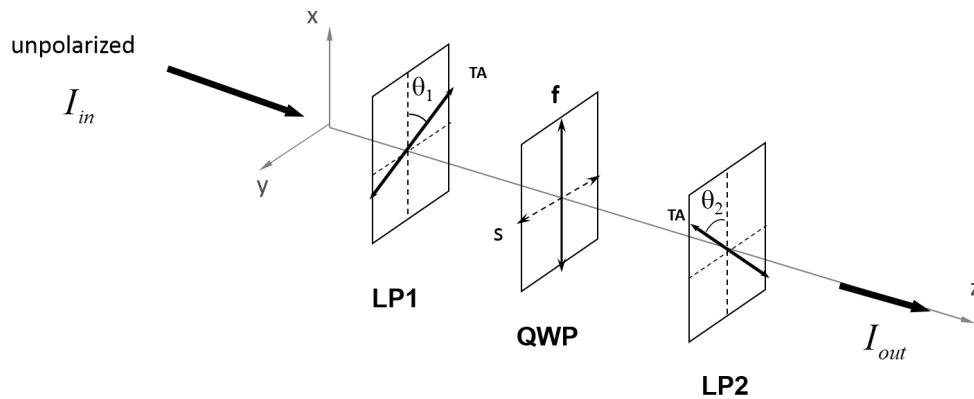 x
unpolarized
I_in
y
TA
θ1
LP1
f
s
QWP
TA
θ2
LP2
z
I_out